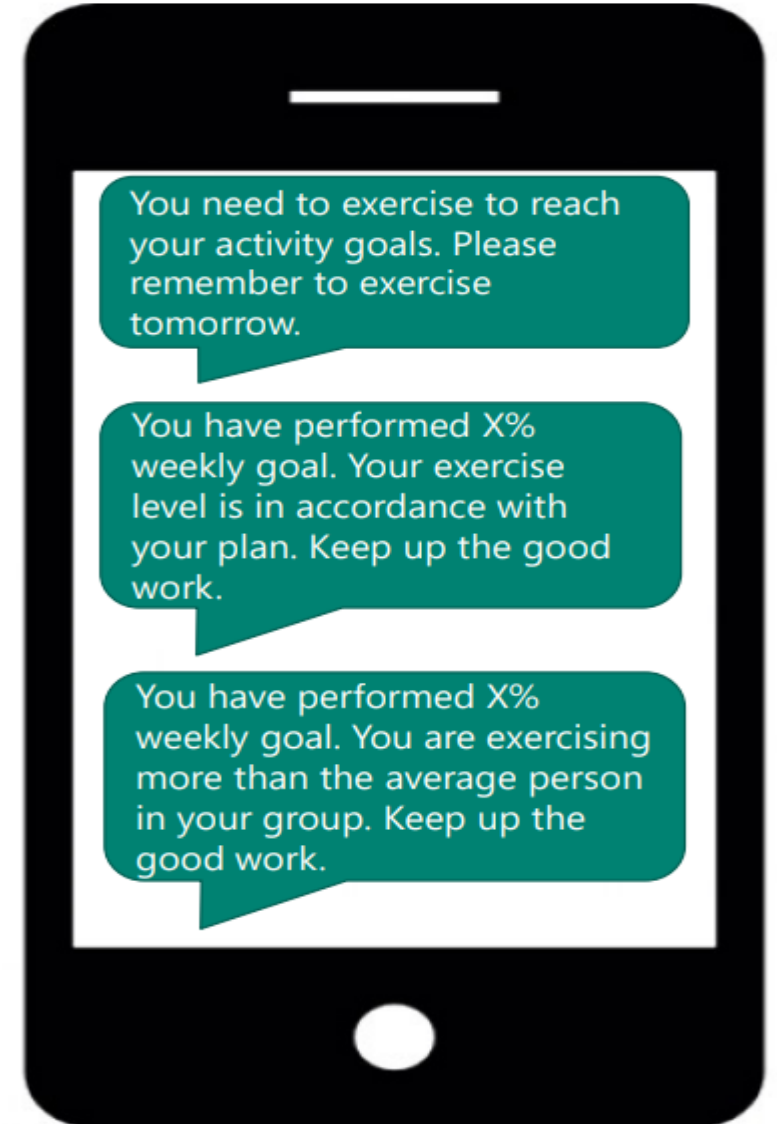 You need to exercise to reach
your activity goals. Please
remember to exercise
tomorrow.
You have performed X%
weekly goal. Your exercise
level is in accordance with
your plan. Keep up the good
work.
You have performed X%
weekly goal. You are exercising
more than the average person
in your group. Keep up the
good work.